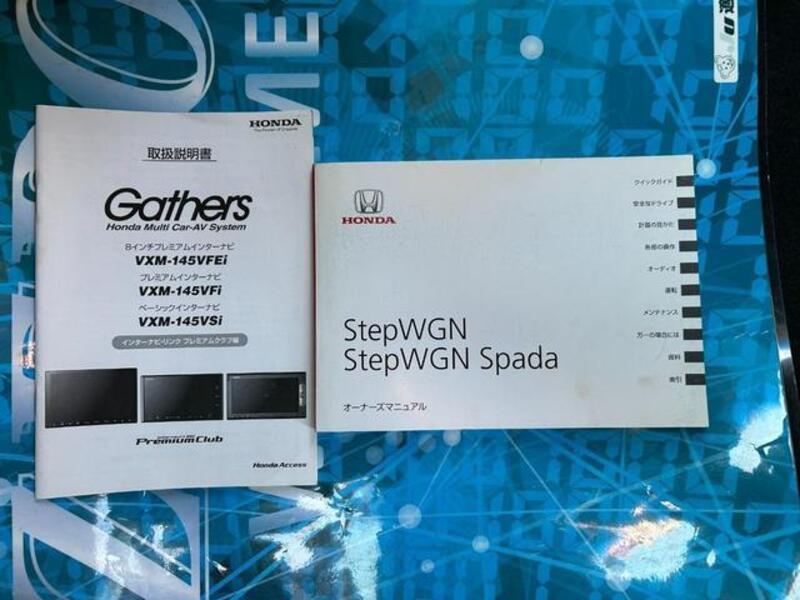 HONDA
The Power of Dreams
取扱説明書
Gathers
Honda Multi Car-AV System
8インチプレミアムインターナビ
VXM-145VFEi
プレミアムインターナビ
VXM-145VFi
ベーシックインターナビ
VXM-145VSi
インターナビ・リンク プレミアムクラブ編
PremiumClub
Honda Access
HONDA
StepWGN
StepWGN Spada
オーナーズマニュアル
クイックガイド
安全なドライブ
計器の見かた
各部の操作
オーディオ
運転
メンテナンス
万一の場合には
資料
索引